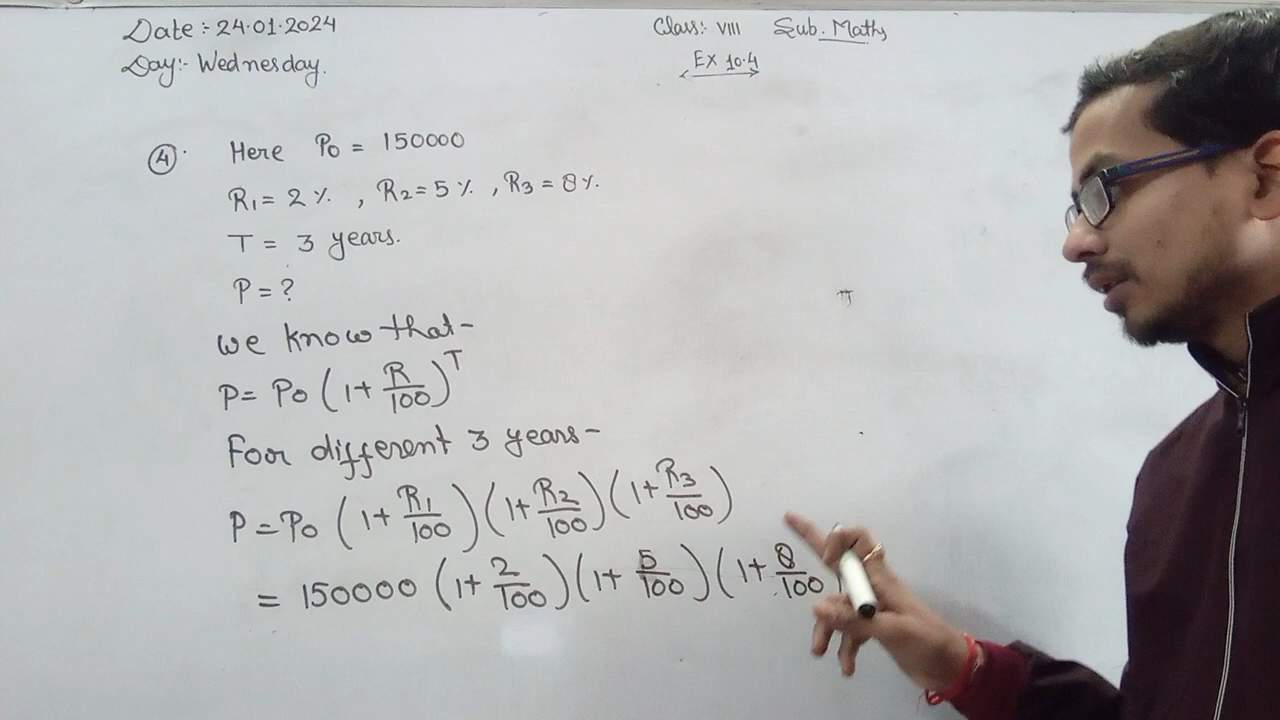 Date :- 24.01.2024
Class:- VIII Sub. Maths
Day:- Wednesday.
EX 10.4
4. Here P0 = 150000
R1 = 2 %. , R2 = 5 %. , R3 = 8 %.
T = 3 years.
P = ?
we know that -
P = P0 (1 + R/100)^T
For different 3 years -
P = P0 (1 + R1/100) (1 + R2/100) (1 + R3/100)
= 150000 (1 + 2/100) (1 + 5/100) (1 + 8/100)